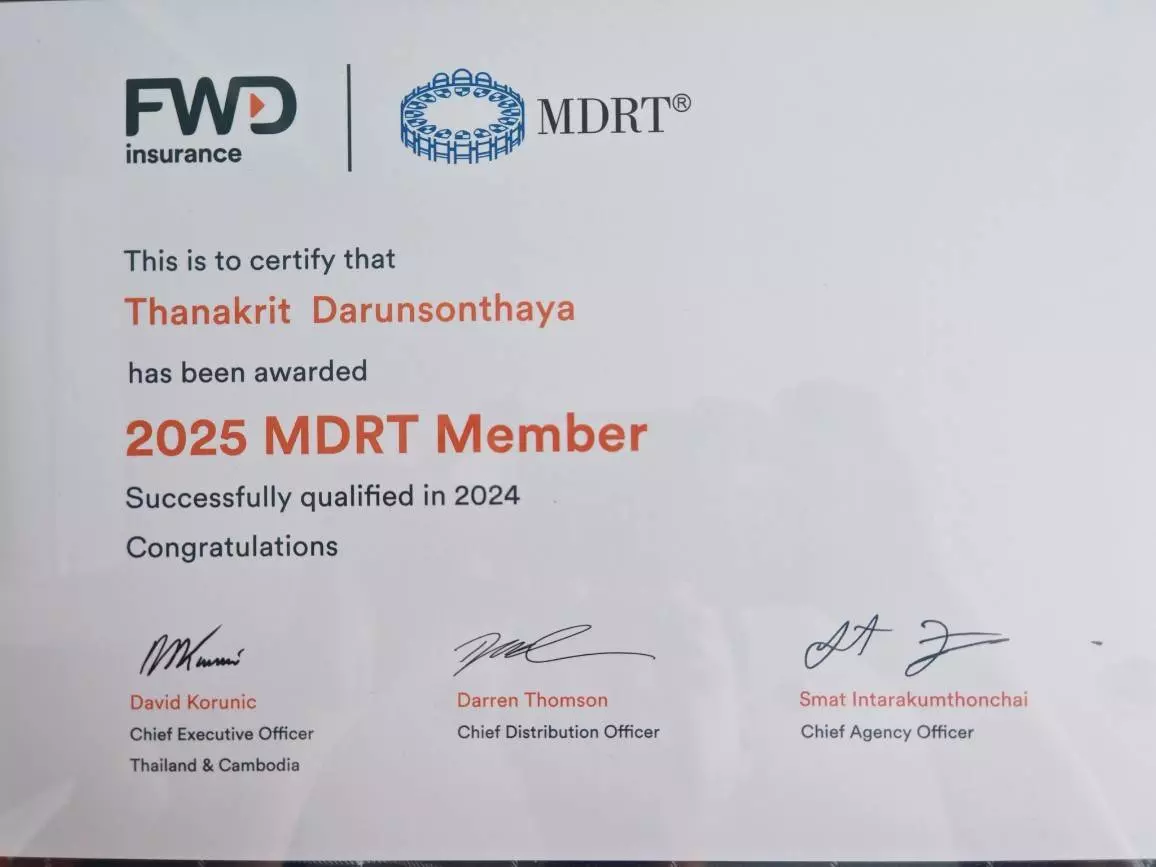 FWD
insurance
MDRT®
This is to certify that
Thanakrit Darunsonthaya
has been awarded
2025 MDRT Member
Successfully qualified in 2024
Congratulations
David Korunic
Chief Executive Officer
Thailand & Cambodia
Darren Thomson
Chief Distribution Officer
Smat Intarakumthonchai
Chief Agency Officer